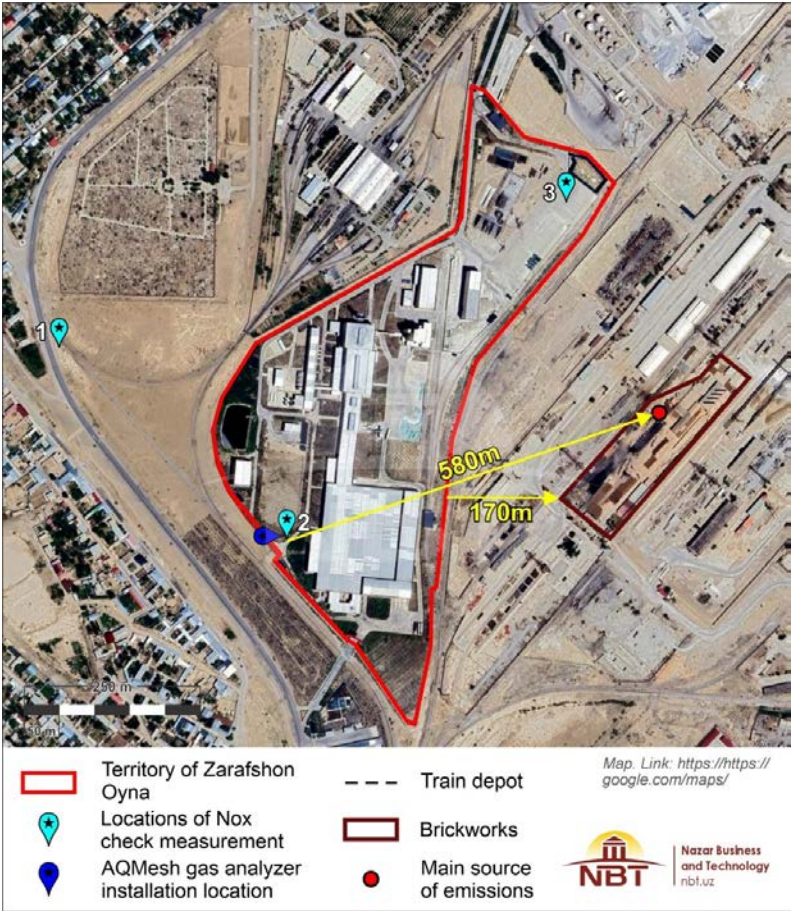 3
1
580m
2
170m
250 m
50 m
Territory of Zarafshon
Oyna
Locations of Nox
check measurement
AQMesh gas analyzer
installation location
Train depot
Brickworks
Main source
of emissions
Map. Link: https://https://
google.com/maps/
NBT
Nazar Business
and Technology
nbt.uz